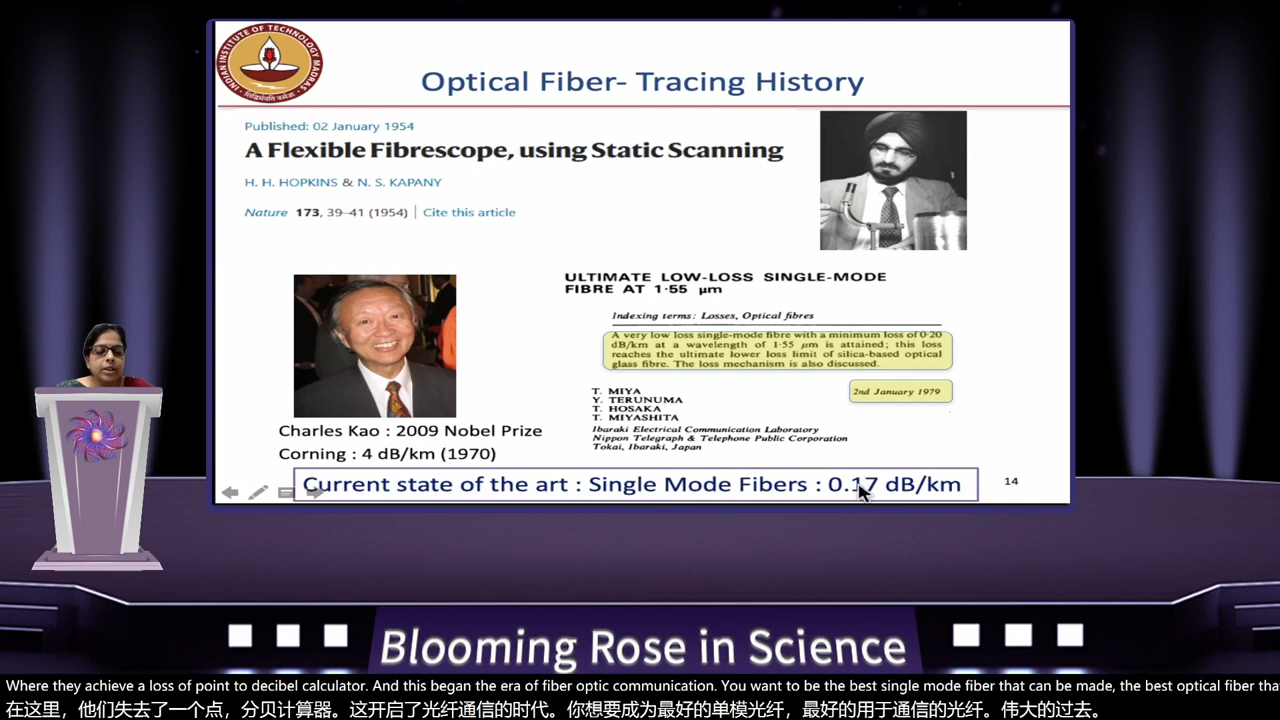 Optical Fiber- Tracing History
INDIAN INSTITUTE OF TECHNOLOGY MADRAS
Published: 02 January 1954
A Flexible Fibrescope, using Static Scanning
H. H. HOPKINS & N. S. KAPANY
Nature 173, 39–41 (1954) | Cite this article
ULTIMATE LOW-LOSS SINGLE-MODE
FIBRE AT 1·55 μm
Indexing terms: Losses, Optical fibres
A very low loss single-mode fibre with a minimum loss of 0·20
dB/km at a wavelength of 1·55 μm is attained; this loss
reaches the ultimate lower loss limit of silica-based optical
glass fibre. The loss mechanism is also discussed.
T. MIYA
Y. TERUNUMA
T. HOSAKA
T. MIYASHITA
2nd January 1979
Ibaraki Electrical Communication Laboratory
Nippon Telegraph & Telephone Public Corporation
Tokai, Ibaraki, Japan
Charles Kao : 2009 Nobel Prize
Corning : 4 dB/km (1970)
Current state of the art : Single Mode Fibers : 0.17 dB/km
14
Blooming Rose in Science
Where they achieve a loss of point to decibel calculator. And this began the era of fiber optic communication. You want to be the best single mode fiber that can be made, the best optical fiber tha
在这里，他们失去了一个点，分贝计算器。这开启了光纤通信的时代。你想要成为最好的单模光纤，最好的用于通信的光纤。伟大的过去。